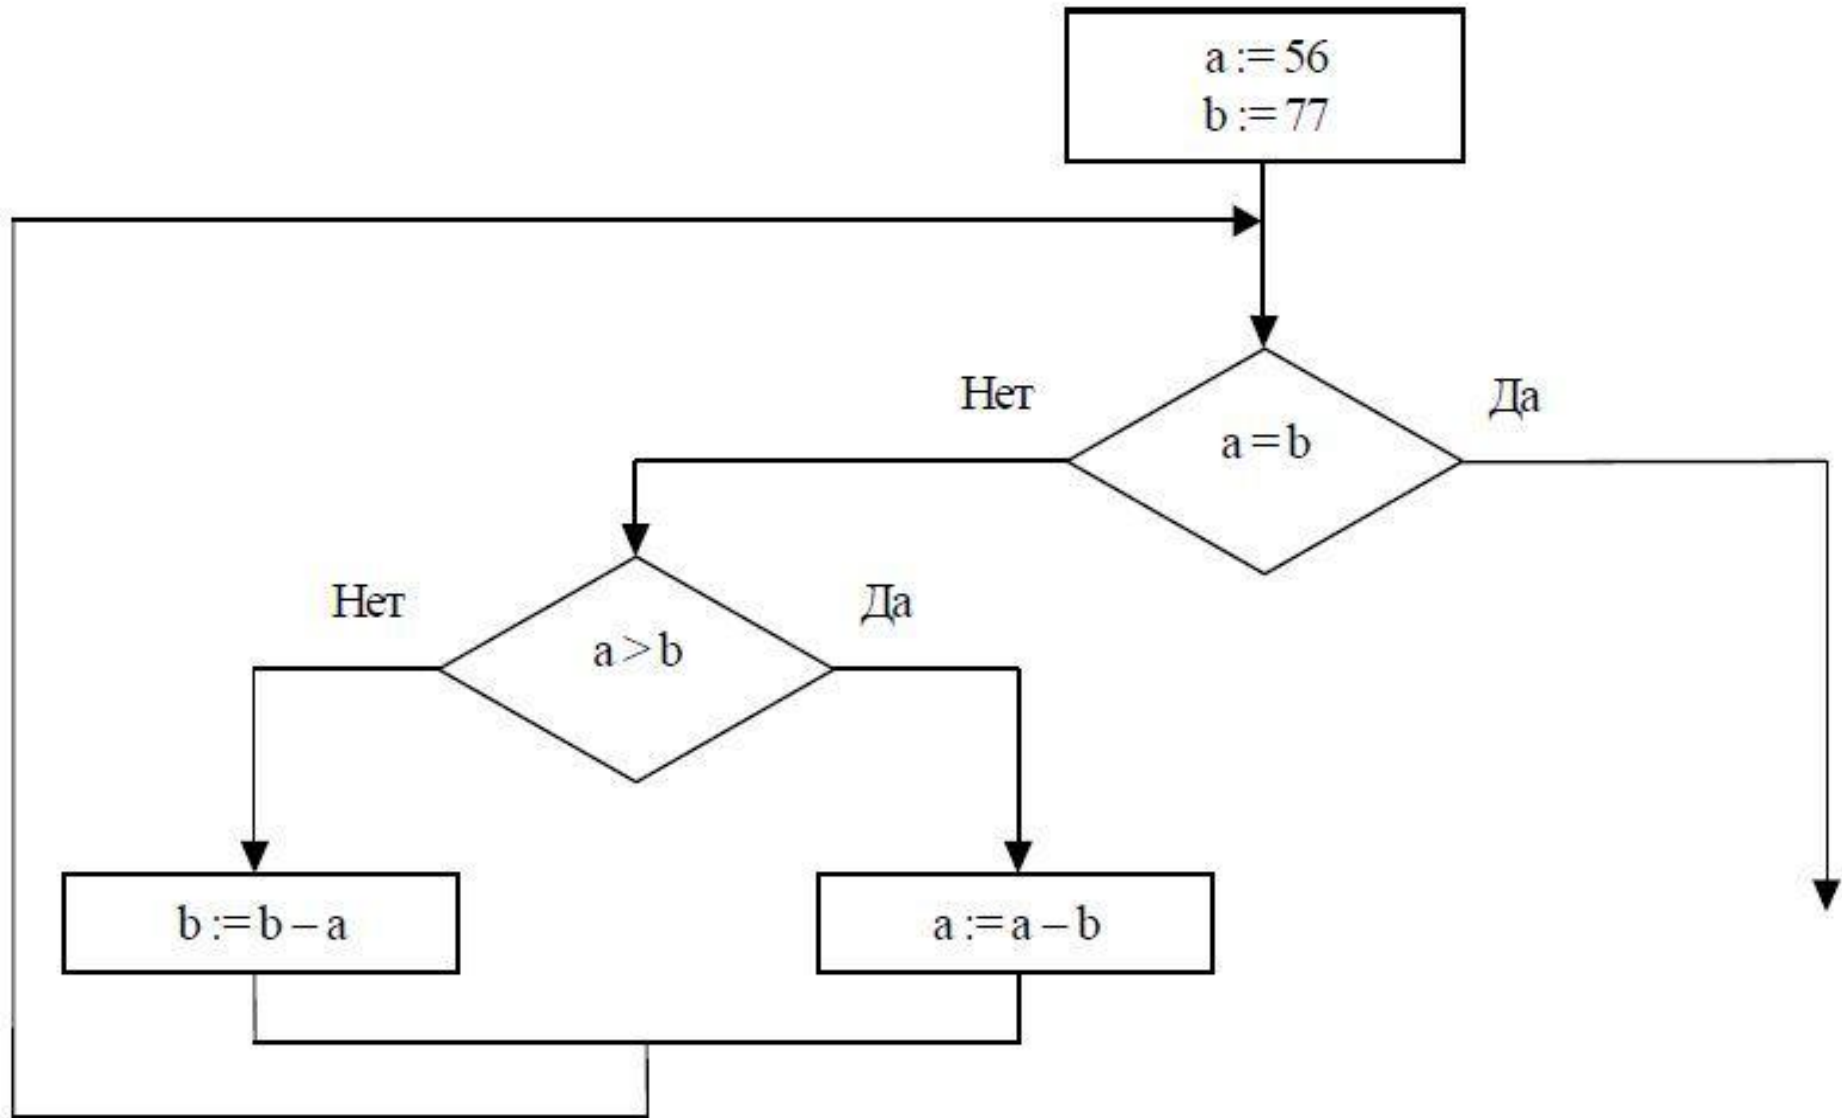 a := 56
b := 77
Нет
Да
a = b
Нет
Да
a > b
b := b – a
a := a – b